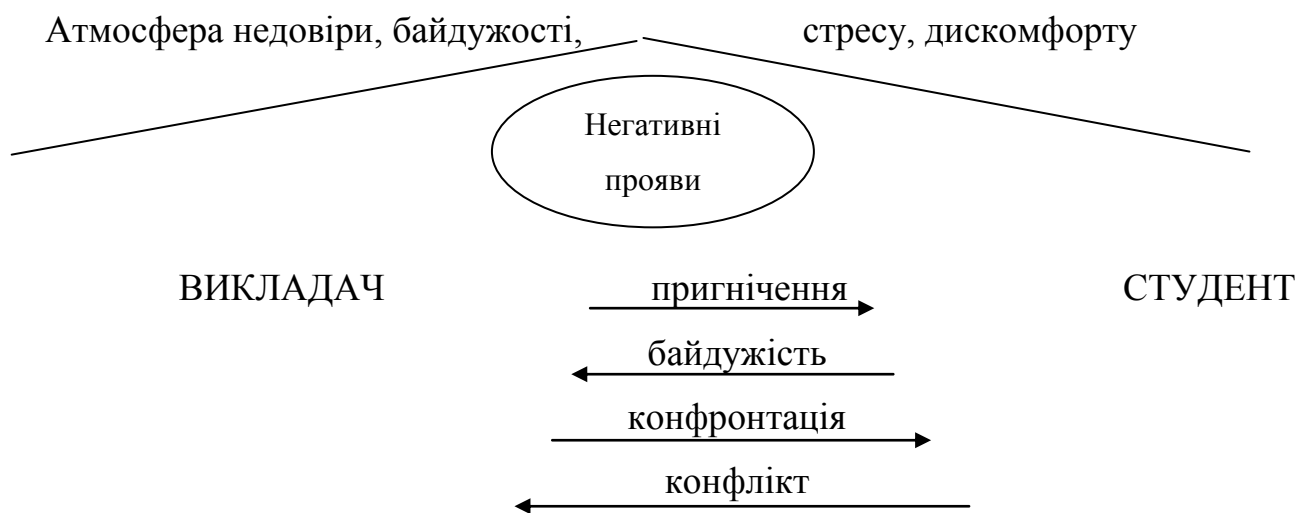 Атмосфера недовіри, байдужості, стресу, дискомфорту
Негативні
прояви
ВИКЛАДАЧ пригнічення СТУДЕНТ
байдужість
конфронтація
конфлікт